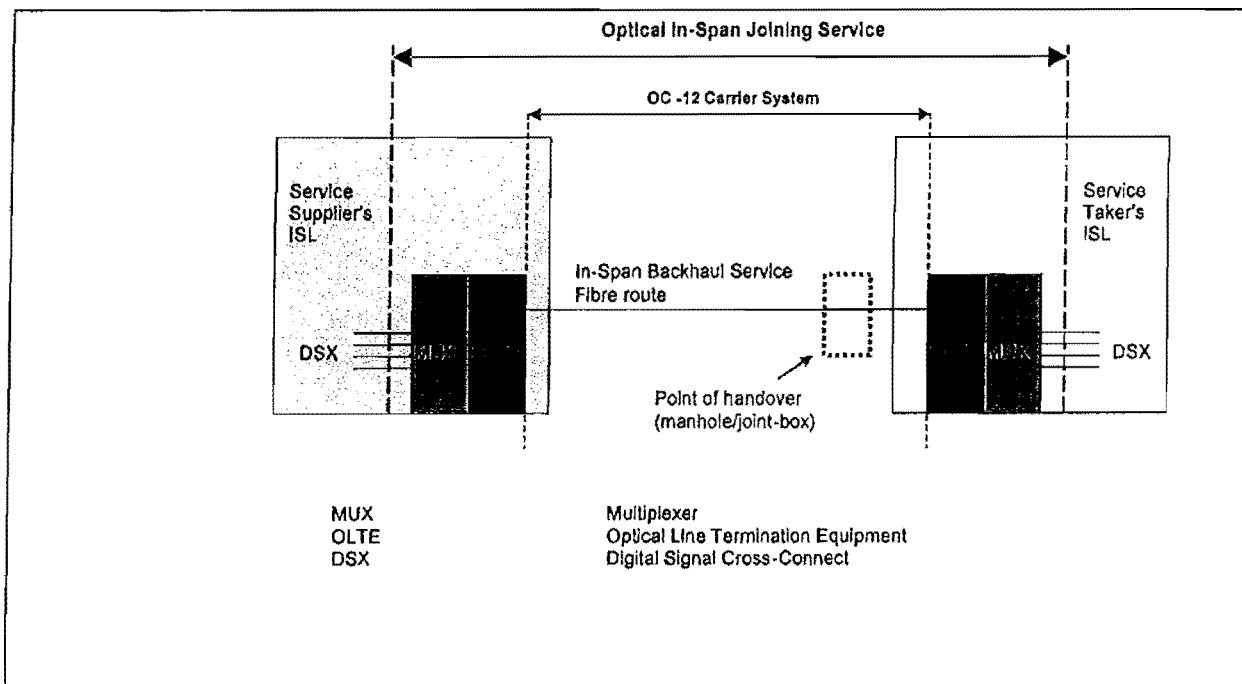 Optical In-Span Joining Service
OC -12 Carrier System
Service
Supplier's
ISL
Service
Taker's
ISL
In-Span Backhaul Service
Fibre route
DSX
MUX
MUX
DSX
Point of handover
(manhole/joint-box)
MUX Multiplexer
OLTE Optical Line Termination Equipment
DSX Digital Signal Cross-Connect